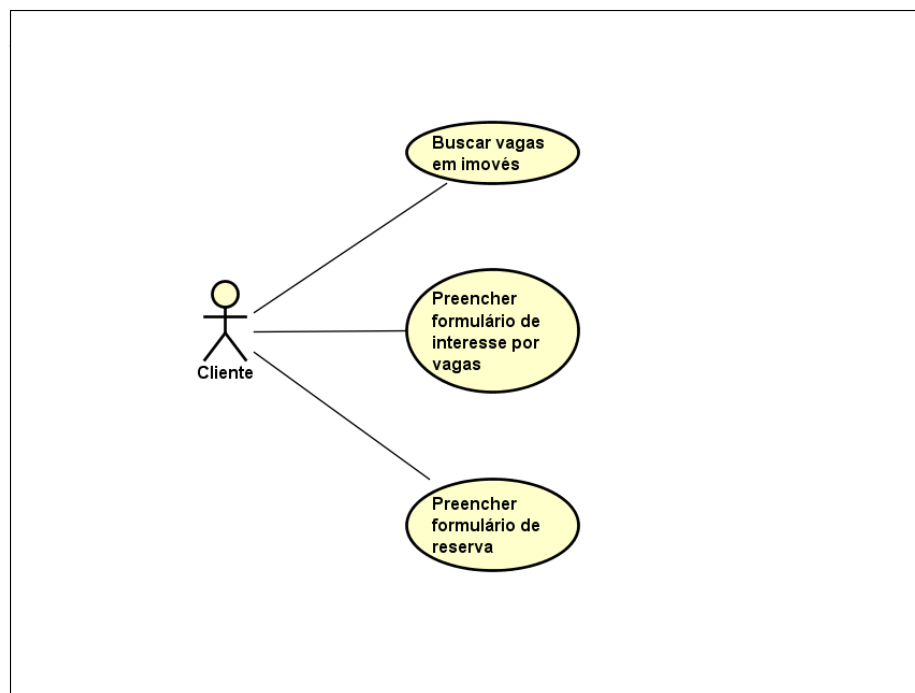 Buscar vagas
em imovés
Preencher
formulário de
interesse por
vagas
Cliente
Preencher
formulário de
reserva